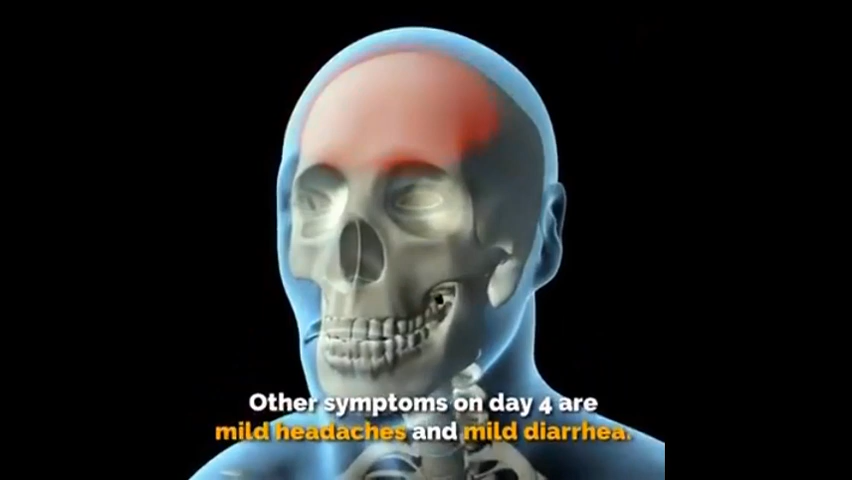 Other symptoms on day 4 are
mild headaches and mild diarrhea.